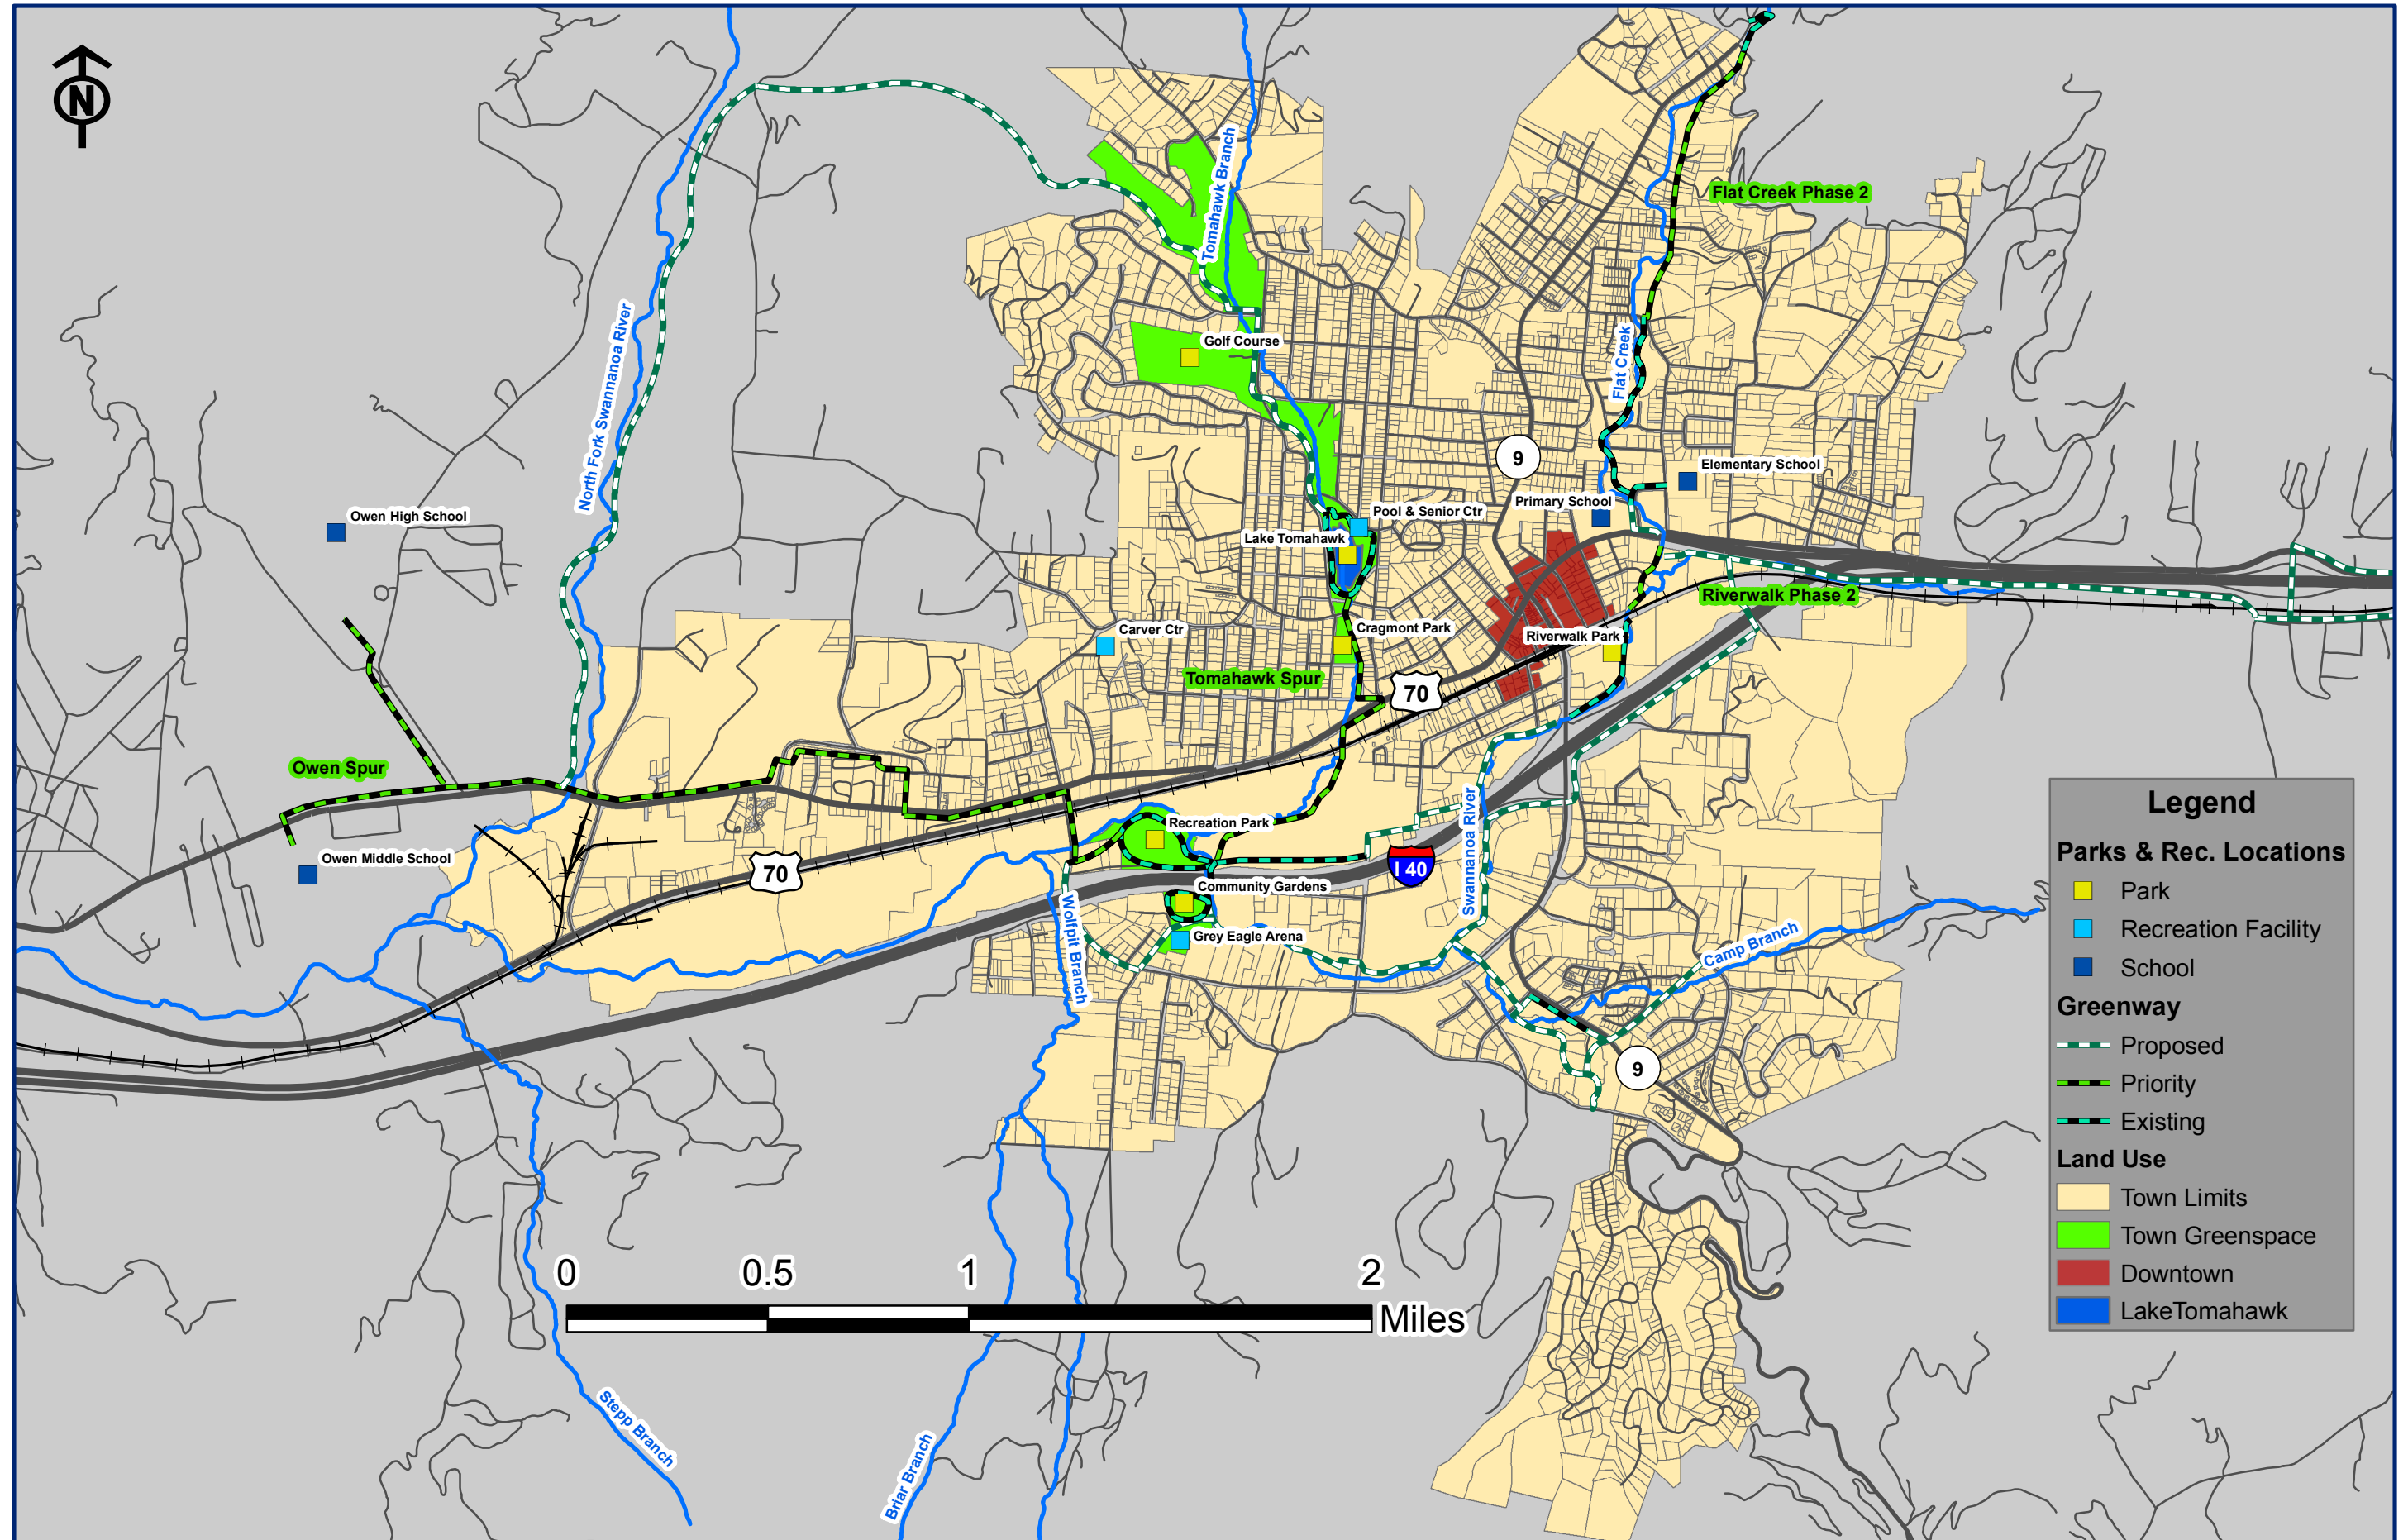 N
Tomahawk Branch
Flat Creek Phase 2
North Fork Swannanoa River
Golf Course
Flat Creek
9
Elementary School
Primary School
Owen High School
Pool & Senior Ctr
Lake Tomahawk
Riverwalk Phase 2
Carver Ctr
Cragmont Park
Riverwalk Park
Tomahawk Spur
70
Owen Spur
Recreation Park
Swannanoa River
Owen Middle School
70
I 40
Community Gardens
Wolfpit Branch
Grey Eagle Arena
Camp Branch
9
Legend
Parks & Rec. Locations
Park
Recreation Facility
School
Greenway
Proposed
Priority
Existing
Land Use
Town Limits
Town Greenspace
Downtown
LakeTomahawk
0 0.5 1 2
Miles
Stepp Branch
Briar Branch